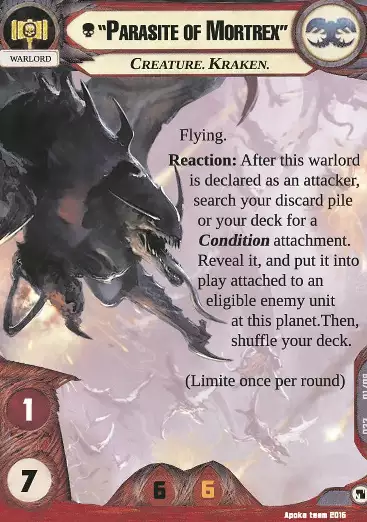 "Parasite of Mortrex"
WARLORD
Creature. Kraken.
Flying.
Reaction: After this warlord
is declared as an attacker,
search your discard pile
or your deck for a
Condition attachment.
Reveal it, and put it into
play attached to an
eligible enemy unit
at this planet.Then,
shuffle your deck.
(Limite once per round)
1
7
6 6
Apoka team 2016